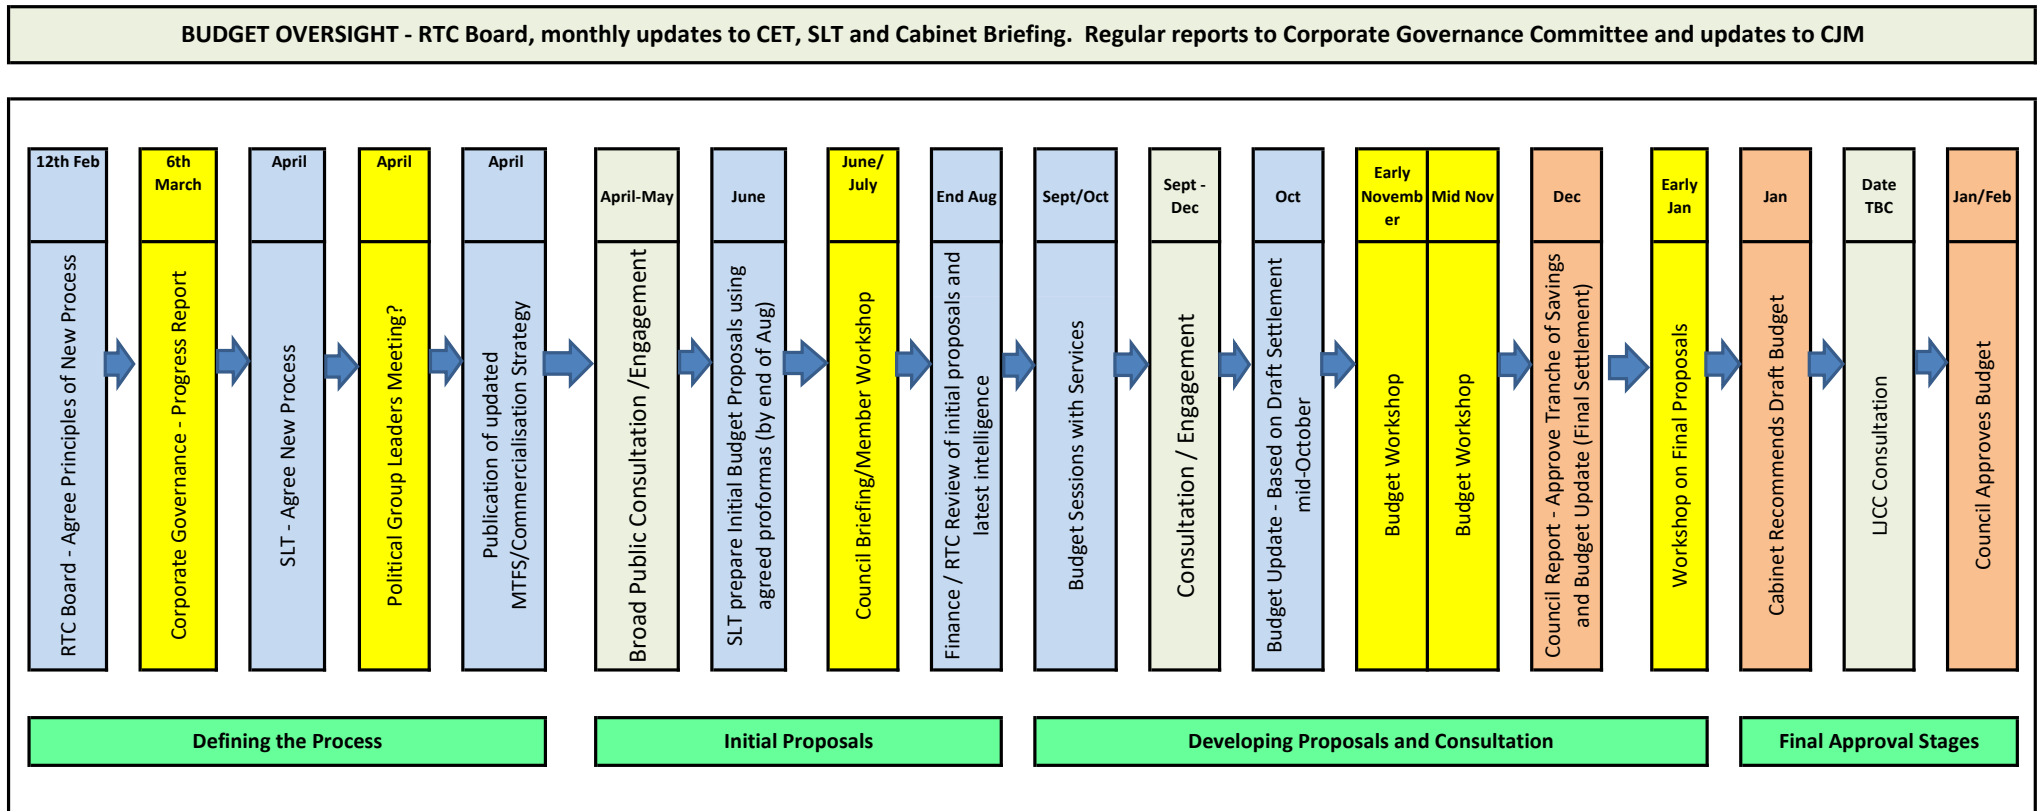 BUDGET OVERSIGHT - RTC Board, monthly updates to CET, SLT and Cabinet Briefing.  Regular reports to Corporate Governance Committee and updates to CJM
12th Feb
RTC Board - Agree Principles of New Process
6th
March
Corporate Governance - Progress Report
April
SLT - Agree New Process
April
Political Group Leaders Meeting?
April
Publication of updated
MTFS/Commercialisation Strategy
April-May
Broad Public Consultation /Engagement
June
SLT prepare Initial Budget Proposals using
agreed proformas (by end of Aug)
June/
July
Council Briefing/Member Workshop
End Aug
Finance / RTC Review of initial proposals and
latest intelligence
Sept/Oct
Budget Sessions with Services
Sept -
Dec
Consultation / Engagement
Oct
Budget Update - Based on Draft Settlement
mid-October
Early
Novemb
er
Budget Workshop
Mid Nov
Budget Workshop
Dec
Council Report - Approve Tranche of Savings
and Budget Update (Final Settlement)
Early
Jan
Workshop on Final Proposals
Jan
Cabinet Recommends Draft Budget
Date
TBC
LJCC Consultation
Jan/Feb
Council Approves Budget
Defining the Process
Initial Proposals
Developing Proposals and Consultation
Final Approval Stages